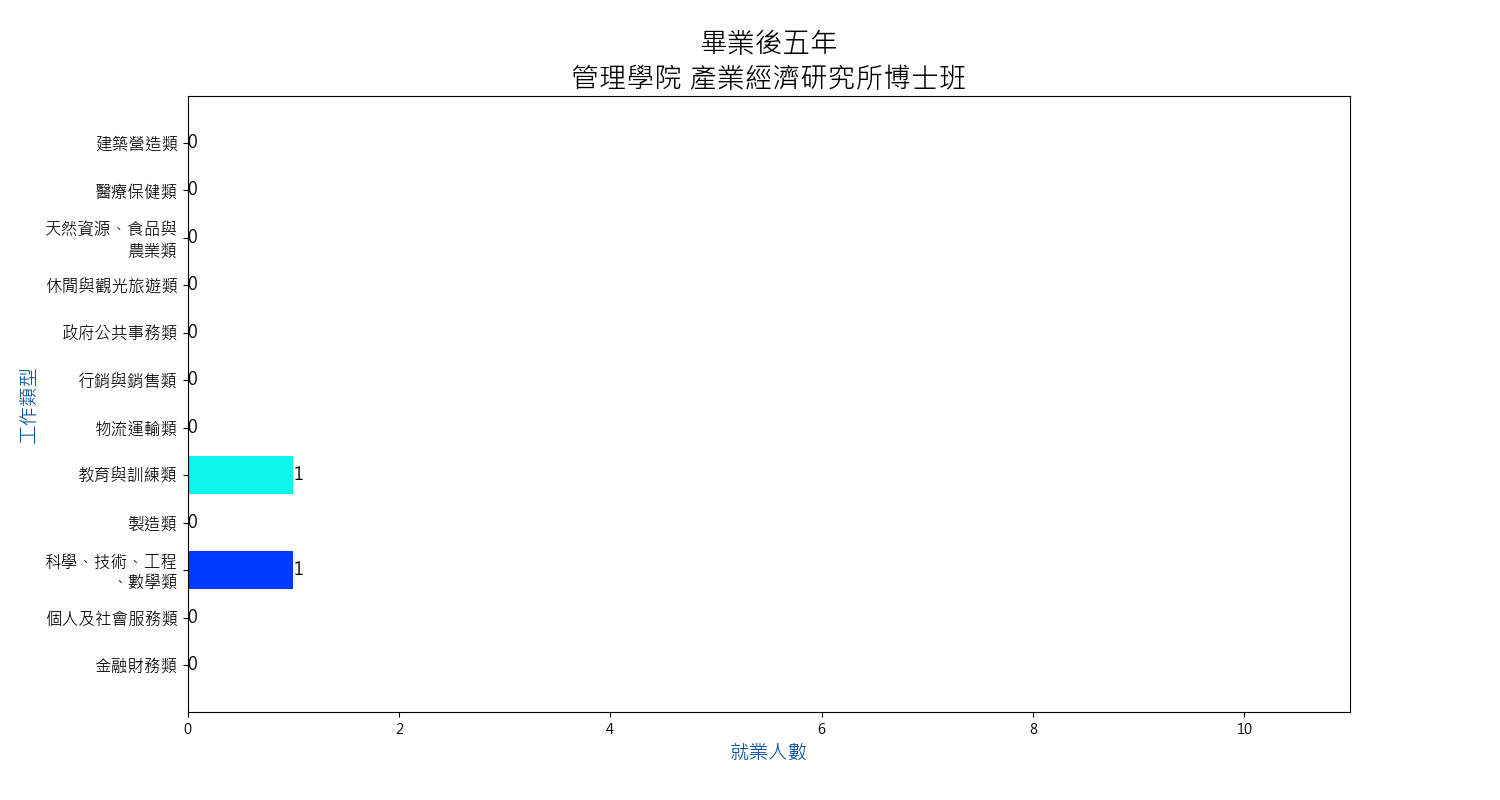 畢業後五年
管理學院 產業經濟研究所博士班
建築營造類 0
醫療保健類 0
天然資源、食品與
農業類 0
休閒與觀光旅遊類 0
政府公共事務類 0
行銷與銷售類 0
物流運輸類 0
教育與訓練類 1
製造類 0
科學、技術、工程
、數學類 1
個人及社會服務類 0
金融財務類 0
工作類型
0 2 4 6 8 10
就業人數